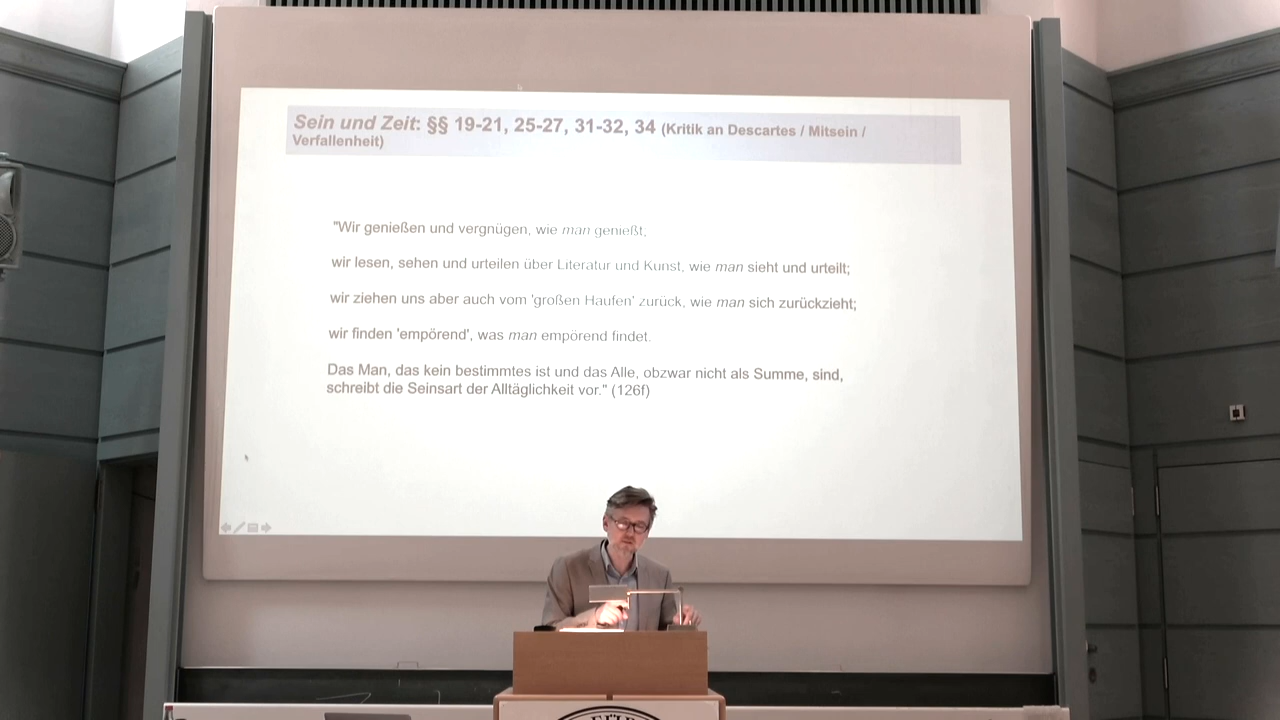 Sein und Zeit: §§ 19-21, 25-27, 31-32, 34 (Kritik an Descartes / Mitsein /
Verfallenheit)
"Wir genießen und vergnügen, wie man genießt;
wir lesen, sehen und urteilen über Literatur und Kunst, wie man sieht und urteilt;
wir ziehen uns aber auch vom 'großen Haufen' zurück, wie man sich zurückzieht;
wir finden 'empörend', was man empörend findet.
Das Man, das kein bestimmtes ist und das Alle, obzwar nicht als Summe, sind,
schreibt die Seinsart der Alltäglichkeit vor." (126f)